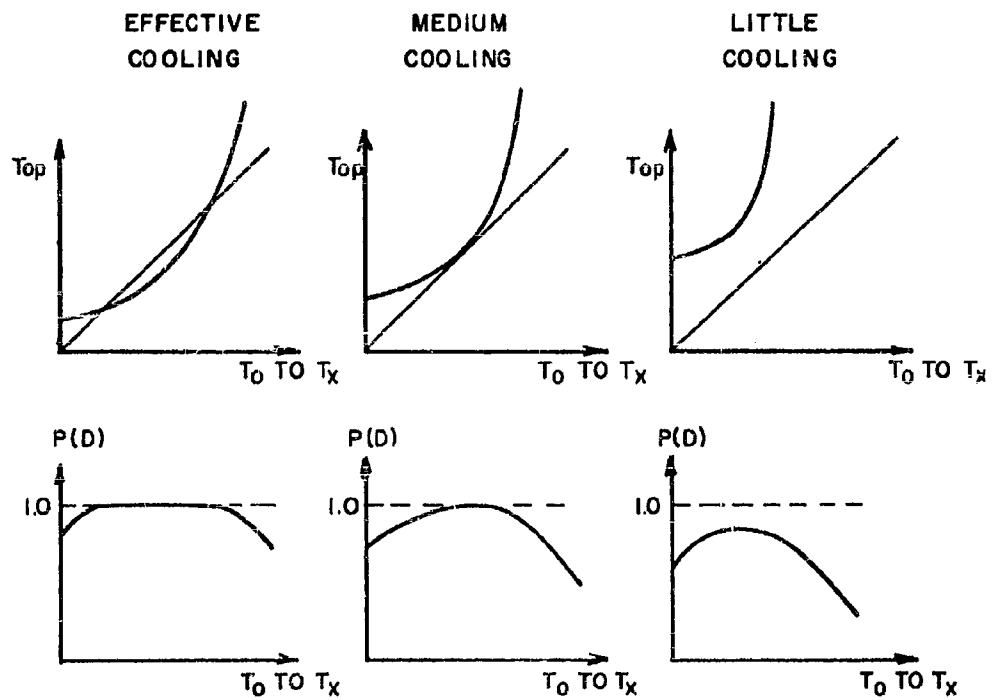 EFFECTIVE COOLING
MEDIUM COOLING
LITTLE COOLING
Top
T₀ TO Tₓ
Top
T₀ TO Tₓ
Top
T₀ TO Tₓ
P(D)
1.0
T₀ TO Tₓ
P(D)
1.0
T₀ TO Tₓ
P(D)
1.0
T₀ TO Tₓ